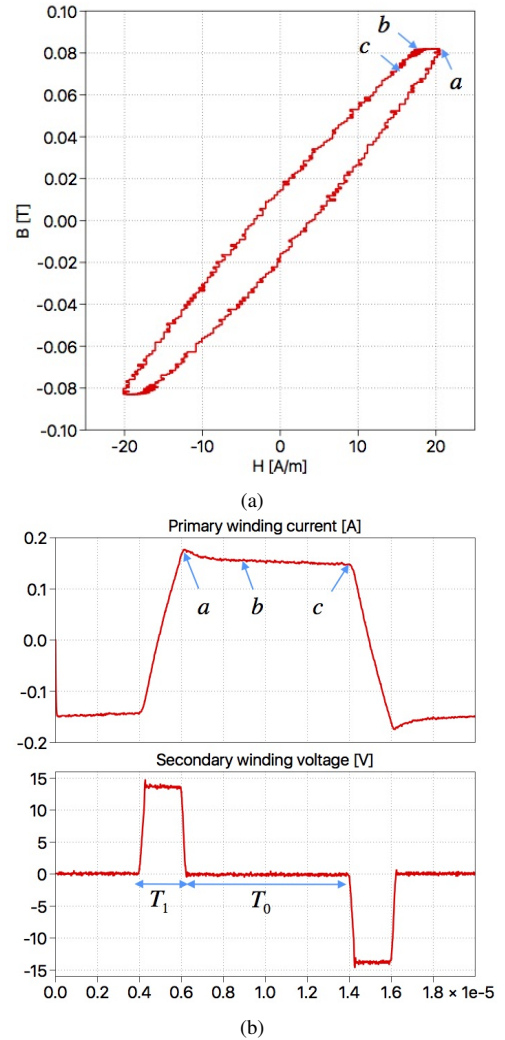 0.10
0.08
0.06
0.04
0.02
0.00
-0.02
-0.04
-0.06
-0.08
-0.10
B [T]
b
c
a
-20 -10 0 10 20
H [A/m]
(a)
Primary winding current [A]
0.2
0.1
0.0
-0.1
-0.2
a b c
Secondary winding voltage [V]
15
10
5
0
-5
-10
-15
T1 T0
0.0 0.2 0.4 0.6 0.8 1.0 1.2 1.4 1.6 1.8 × 1e-5
(b)